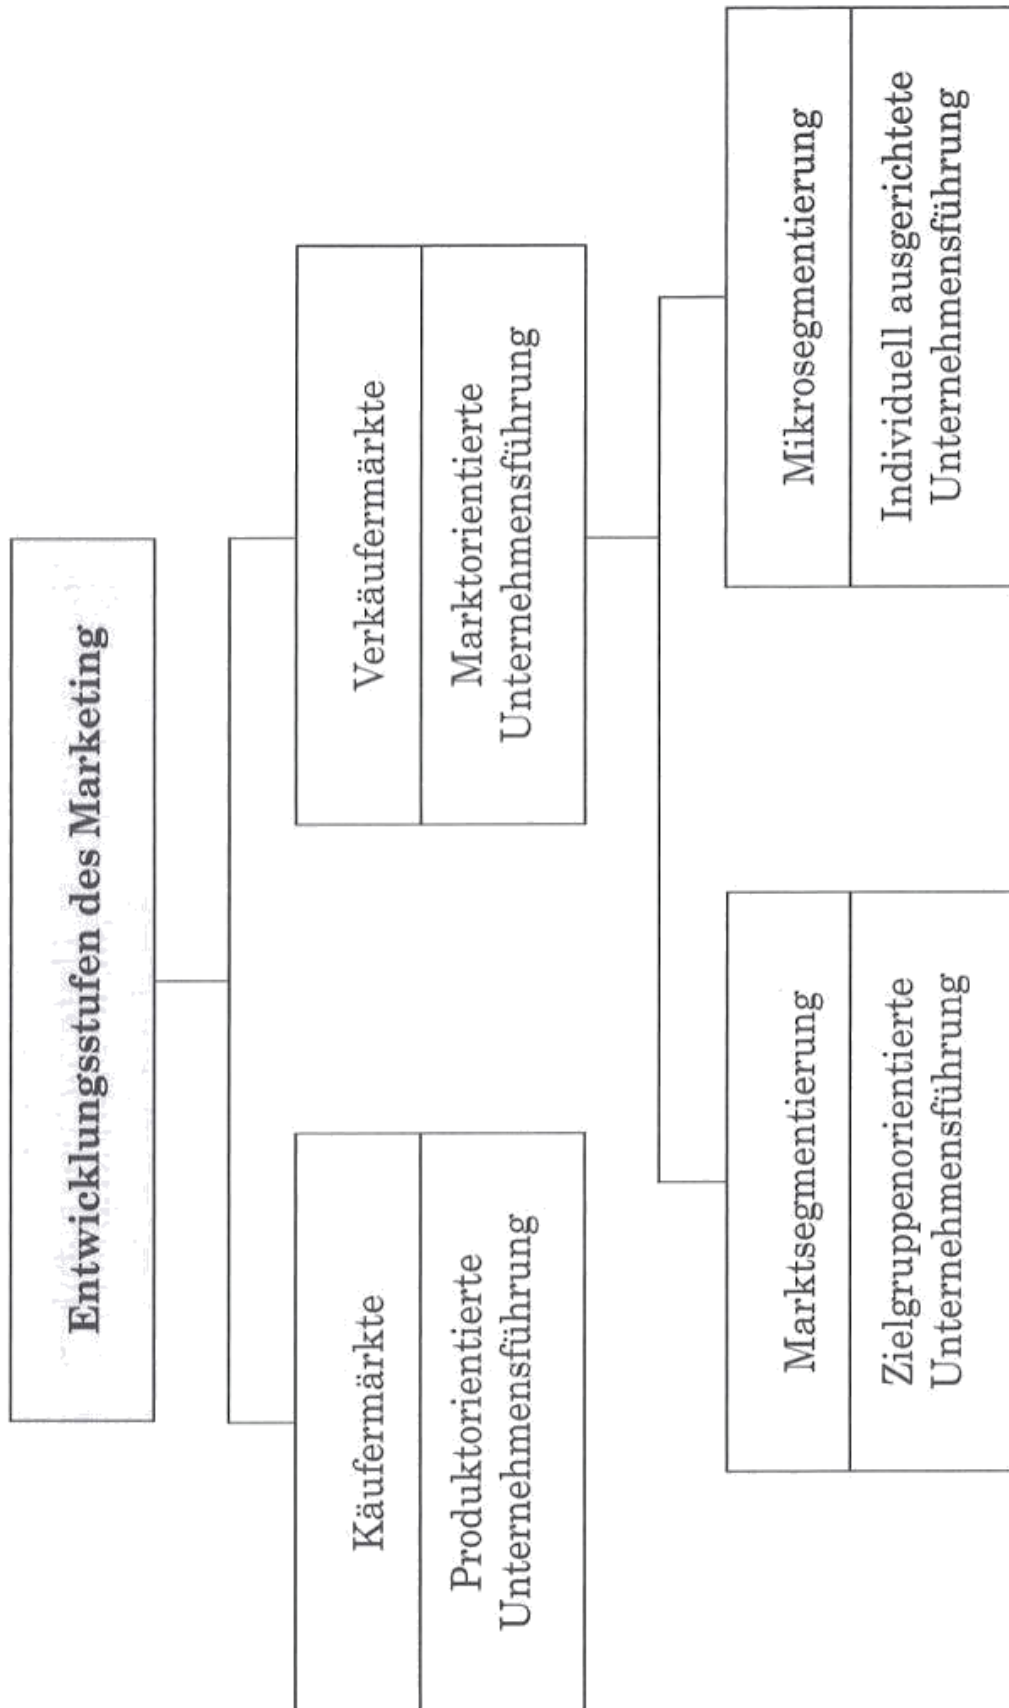 Entwicklungsstufen des Marketing
Käufermärkte
Produktorientierte
Unternehmensführung
Verkäufermärkte
Marktorientierte
Unternehmensführung
Marktsegmentierung
Zielgruppenorientierte
Unternehmensführung
Mikrosegmentierung
Individuell ausgerichtete
Unternehmensführung